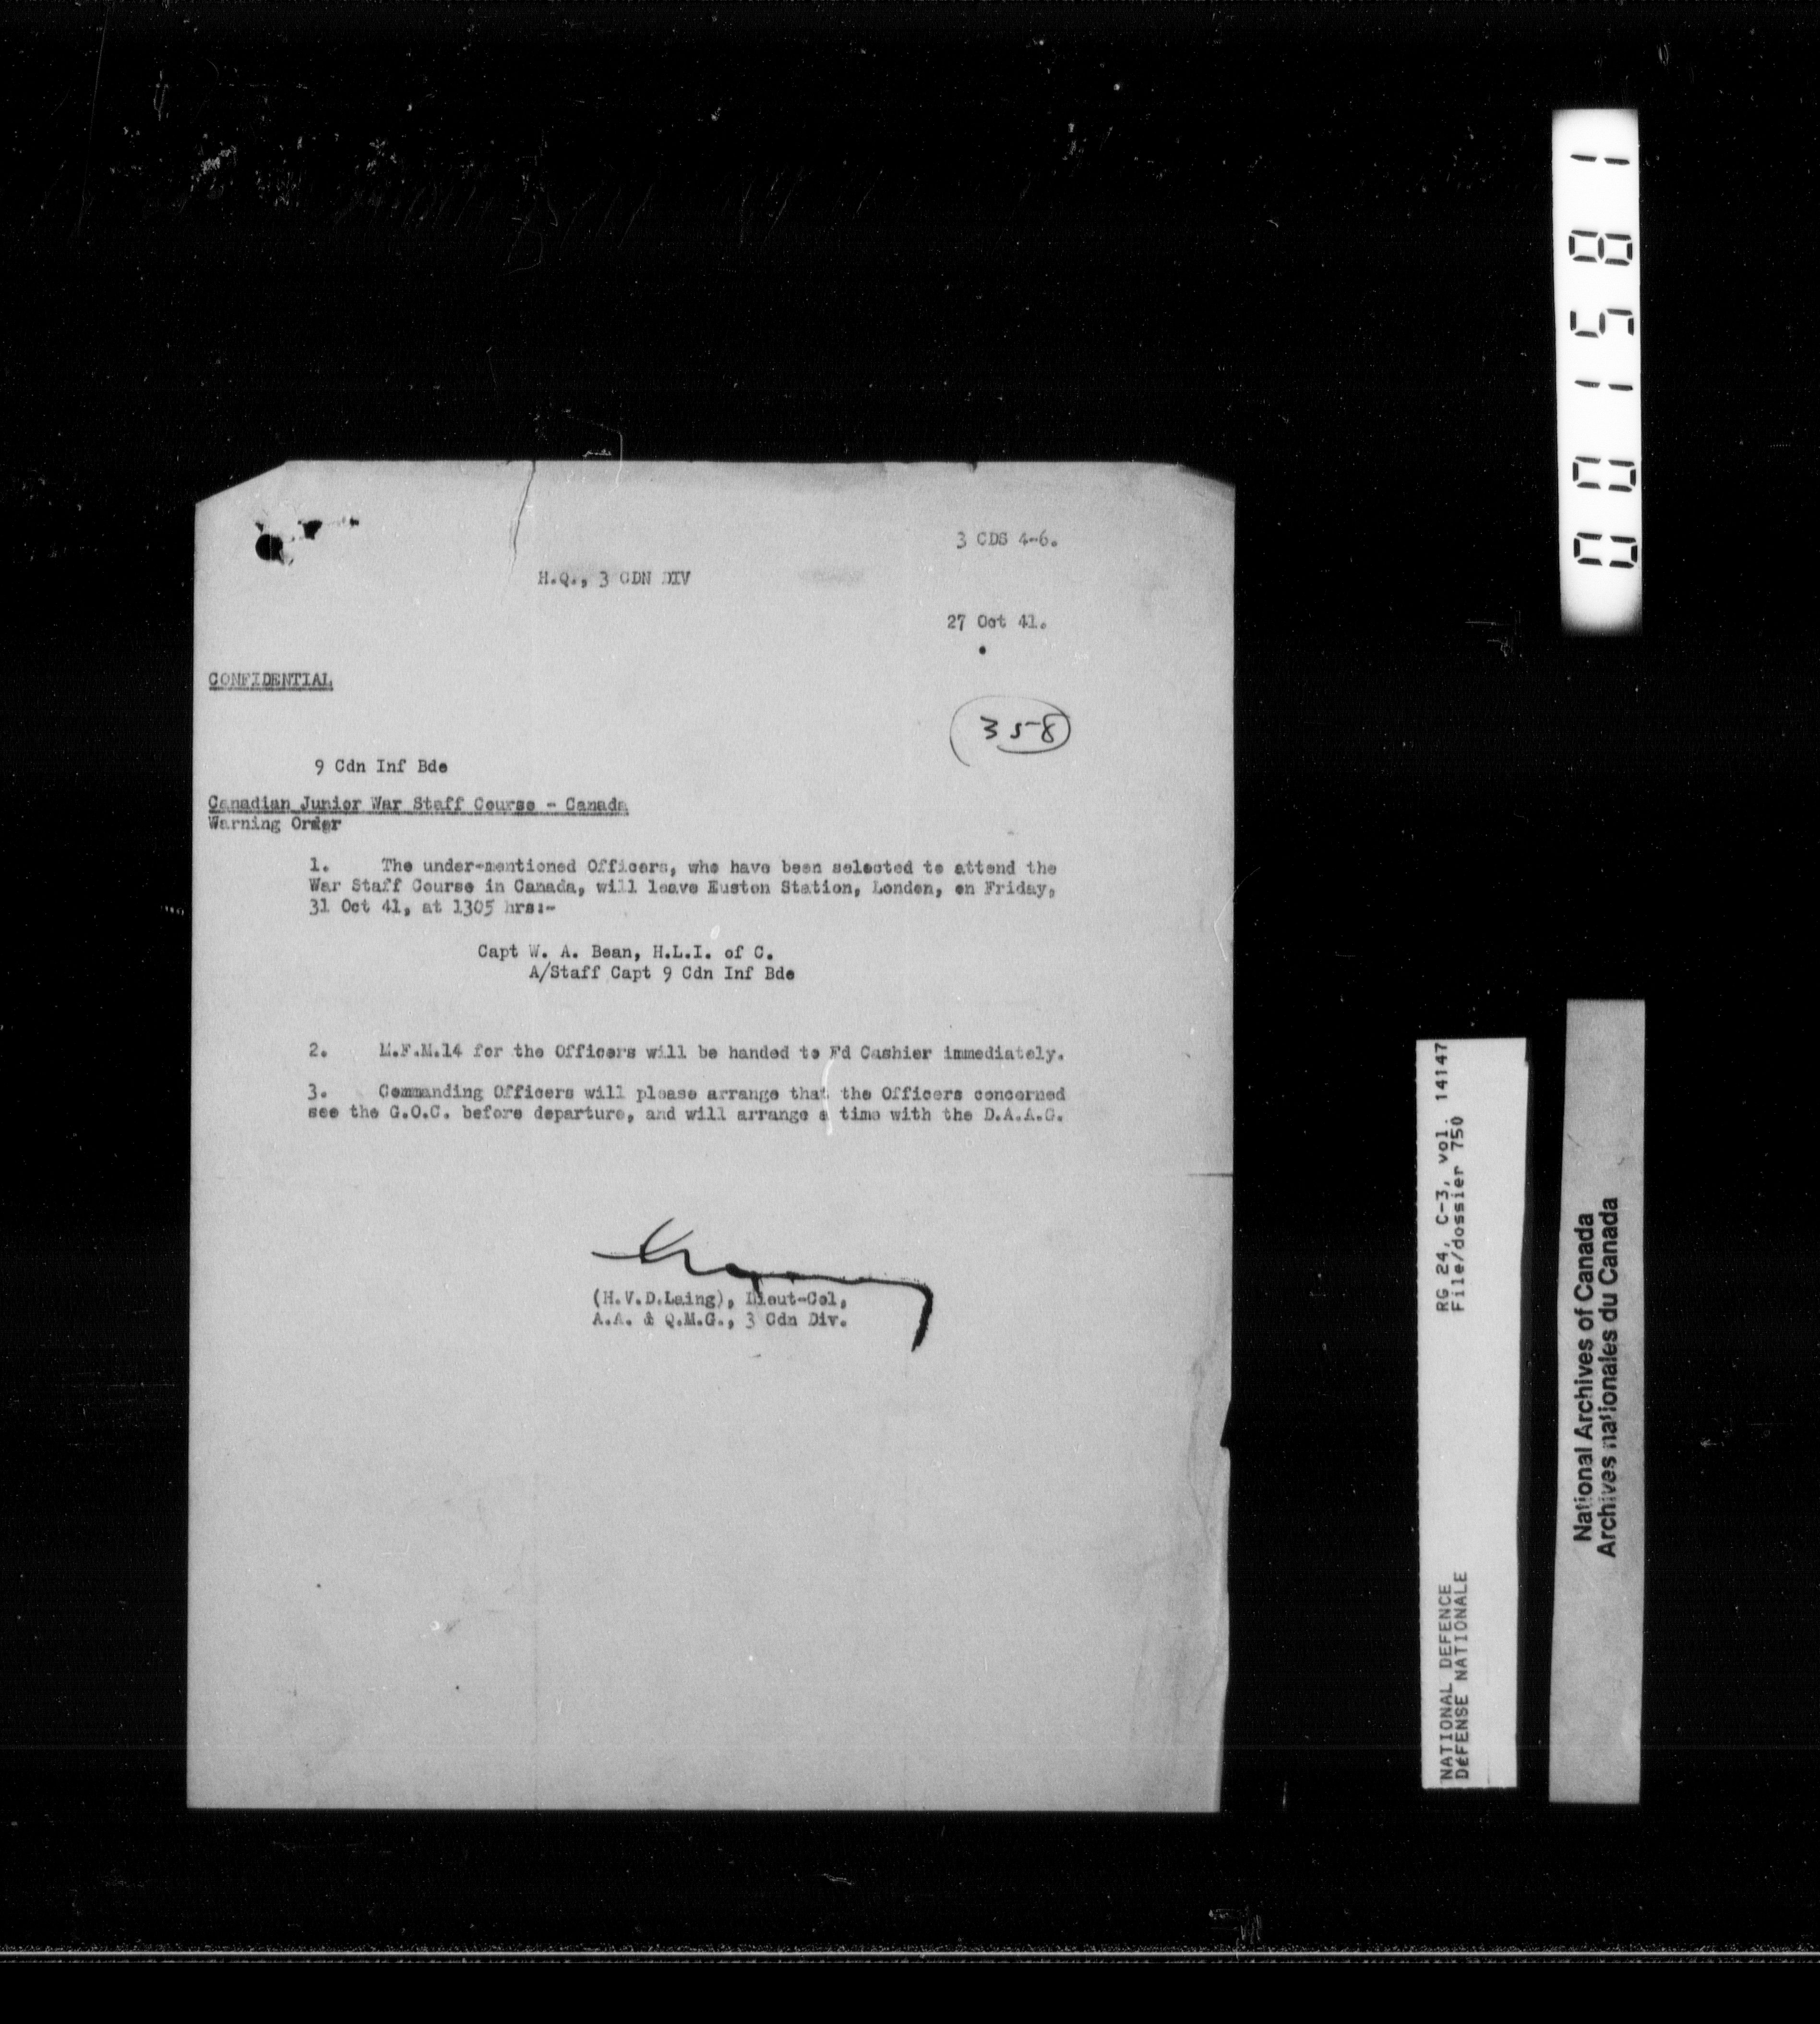 3 CDS 4-6.
H.Q., 3 CDN DIV
27 Oct 41.
CONFIDENTIAL
358
9 Cdn Inf Bde
Canadian Junior War Staff Course - Canada
Warning Order
1. The under-mentioned Officers, who have been selected to attend the
War Staff Course in Canada, will leave Euston Station, London, on Friday,
31 Oct 41, at 1305 hrs:-
Capt W. A. Bean, H.L.I. of C.
A/Staff Capt 9 Cdn Inf Bde
2. M.F.M.14 for the Officers will be handed to Fd Cashier immediately.
3. Commanding Officers will please arrange that the Officers concerned
see the G.O.C. before departure, and will arrange a time with the D.A.A.G.
(H.V.D.Laing), Lieut-Col,
A.A. & Q.M.G., 3 Cdn Div.
001581
NATIONAL DEFENCE RG 24, C-3, vol. 14147
DéFENSE NATIONALE File/dossier 750
National Archives of Canada
Archives nationales du Canada